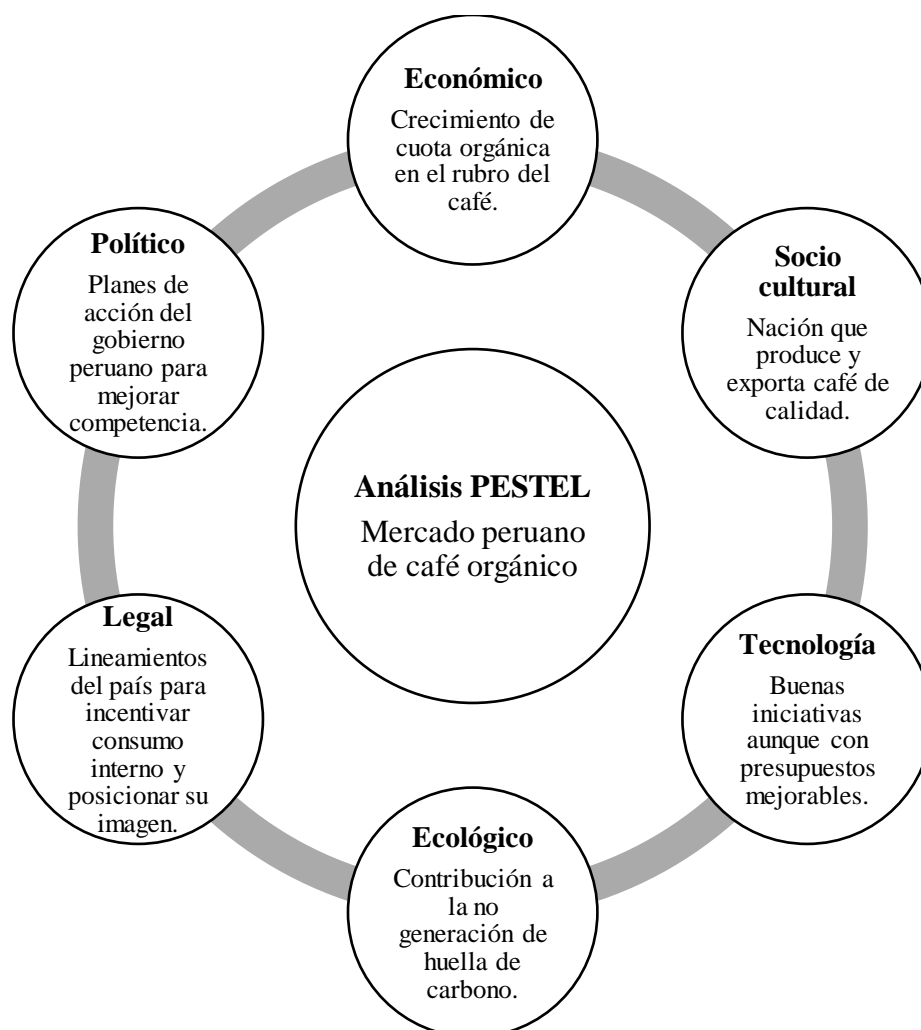 Económico
Crecimiento de
cuota orgánica
en el rubro del
café.
Socio
cultural
Nación que
produce y
exporta café de
calidad.
Tecnología
Buenas
iniciativas
aunque con
presupuestos
mejorables.
Ecológico
Contribución a
la no
generación de
huella de
carbono.
Legal
Lineamientos
del país para
incentivar
consumo
interno y
posicionar su
imagen.
Político
Planes de
acción del
gobierno
peruano para
mejorar
competencia.
Análisis PESTEL
Mercado peruano
de café orgánico